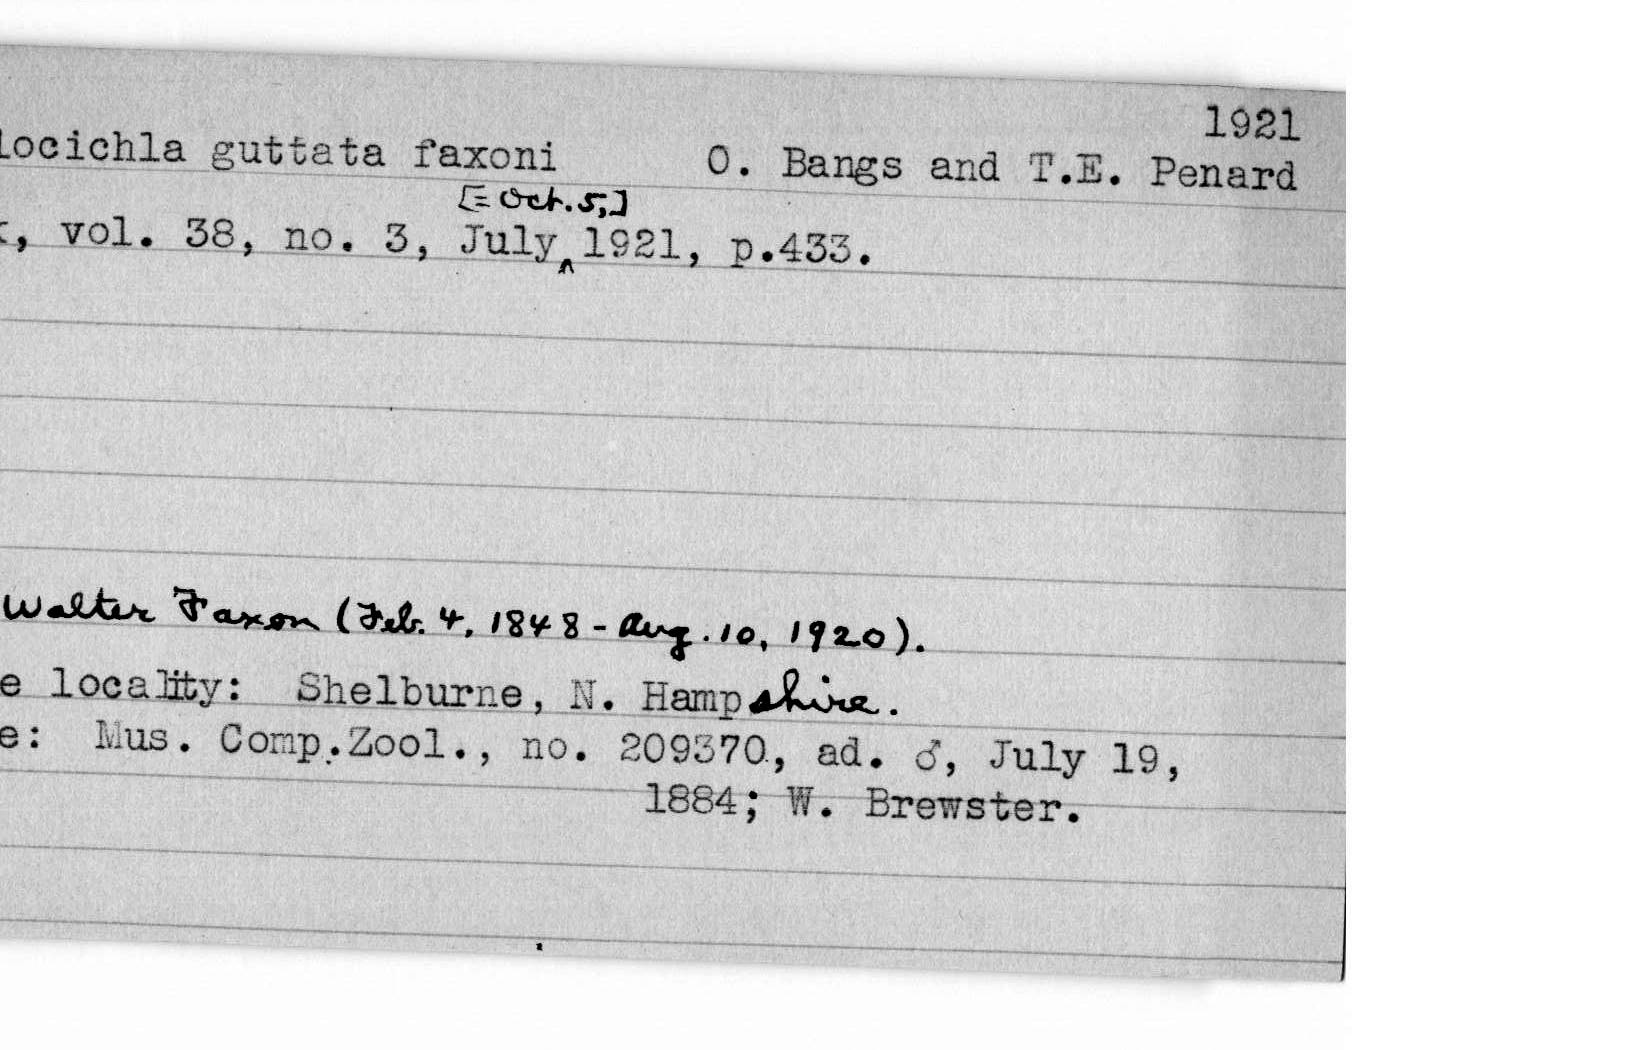 1921
locichla guttata faxoni O. Bangs and T.E. Penard
[= Oct. 5,]
, vol. 38, no. 3, July ‸ 1921, p.433.
Walter Faxon (Feb. 4, 1848 - Aug. 10, 1920).
e locality: Shelburne, N. Hampshire.
e: Mus. Comp. Zool., no. 209370., ad. ♂, July 19,
1884; W. Brewster.